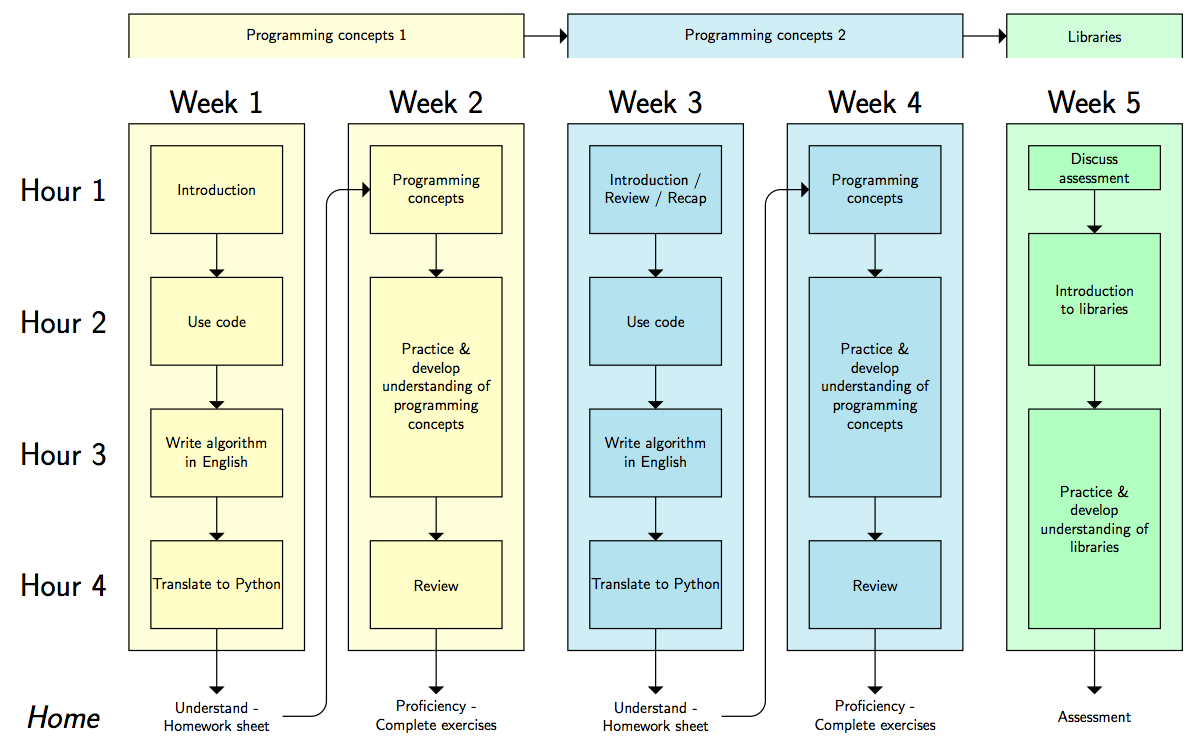 Programming concepts 1
Programming concepts 2
Libraries
Week 1
Week 2
Week 3
Week 4
Week 5
Hour 1
Introduction
Programming
concepts
Introduction /
Review / Recap
Programming
concepts
Discuss
assessment
Hour 2
Use code
Practice &
develop
understanding of
programming
concepts
Use code
Practice &
develop
understanding of
programming
concepts
Introduction
to libraries
Hour 3
Write algorithm
in English
Write algorithm
in English
Practice &
develop
understanding of
libraries
Hour 4
Translate to Python
Review
Translate to Python
Review
Home
Understand -
Homework sheet
Proficiency -
Complete exercises
Understand -
Homework sheet
Proficiency -
Complete exercises
Assessment